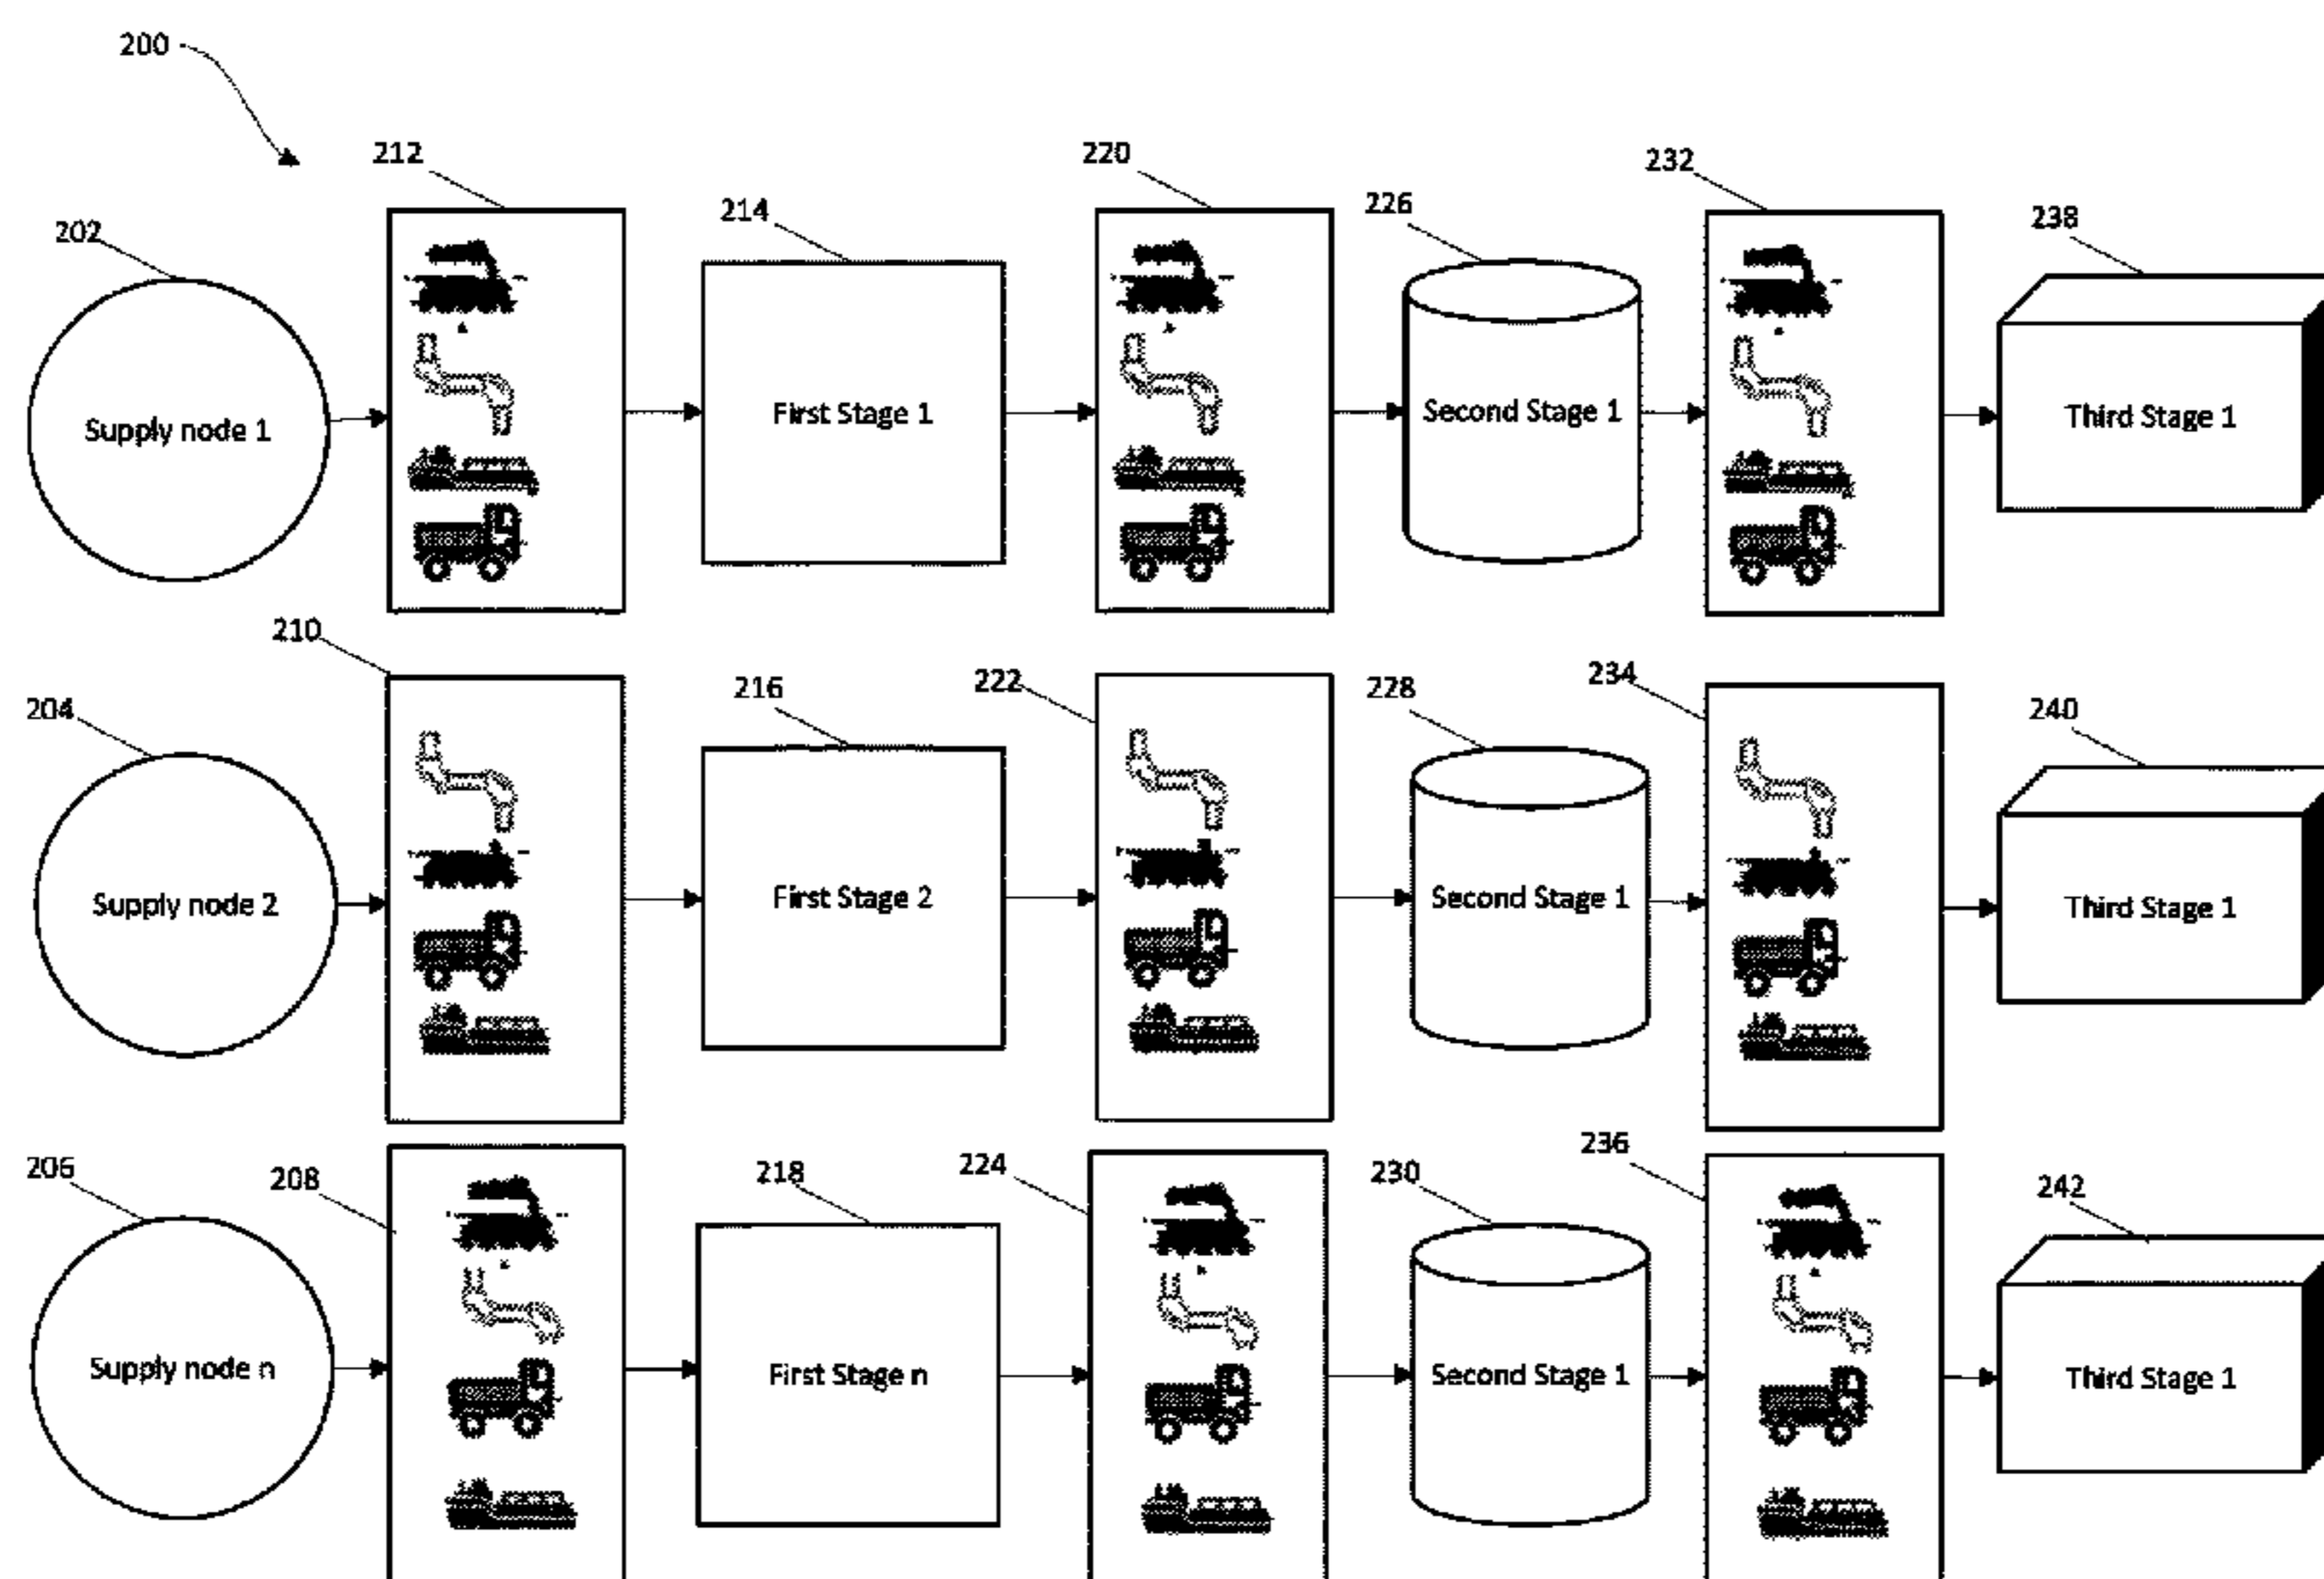 200
212
220
232
202
214
226
238
Supply node 1
First Stage 1
Second Stage 1
Third Stage 1
210
204
216
222
228
234
240
Supply node 2
First Stage 2
Second Stage 1
Third Stage 1
206
208
218
224
230
236
242
Supply node n
First Stage n
Second Stage 1
Third Stage 1